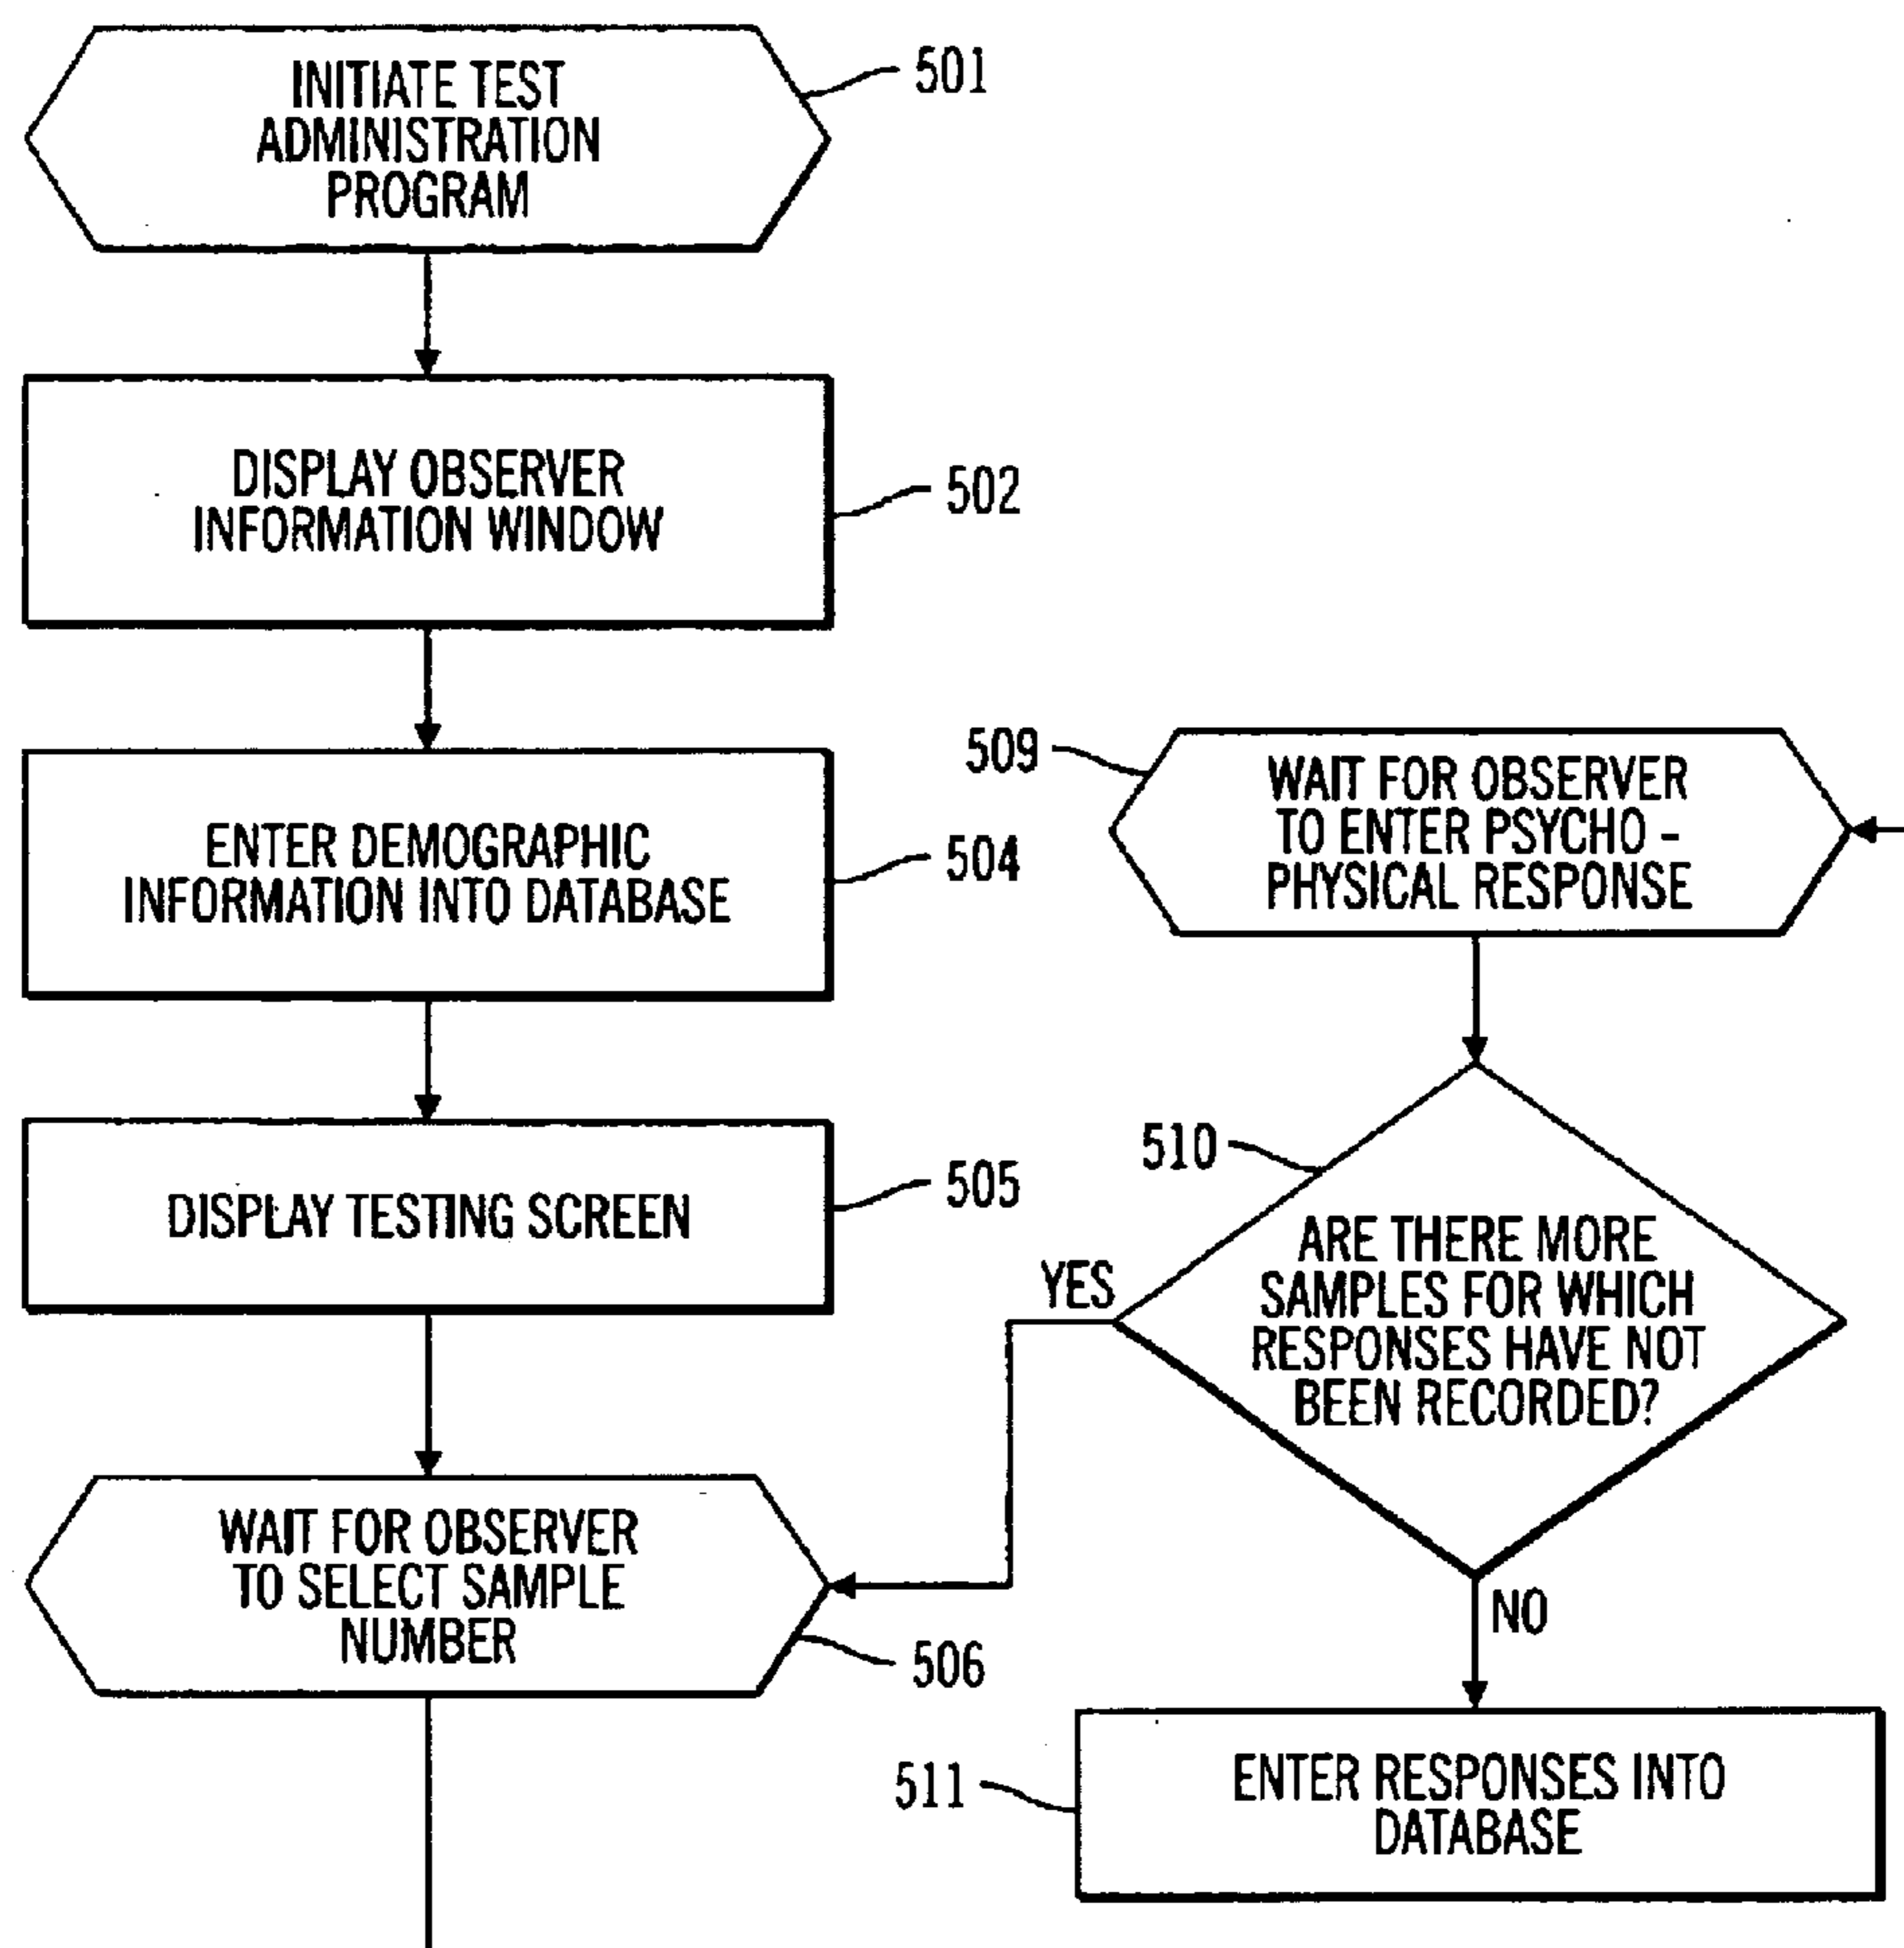 INITIATE TEST
ADMINISTRATION
PROGRAM
501
DISPLAY OBSERVER
INFORMATION WINDOW
502
ENTER DEMOGRAPHIC
INFORMATION INTO DATABASE
504
DISPLAY TESTING SCREEN
505
WAIT FOR OBSERVER
TO SELECT SAMPLE
NUMBER
506
509
WAIT FOR OBSERVER
TO ENTER PSYCHO -
PHYSICAL RESPONSE
510
ARE THERE MORE
SAMPLES FOR WHICH
RESPONSES HAVE NOT
BEEN RECORDED?
YES
NO
511
ENTER RESPONSES INTO
DATABASE